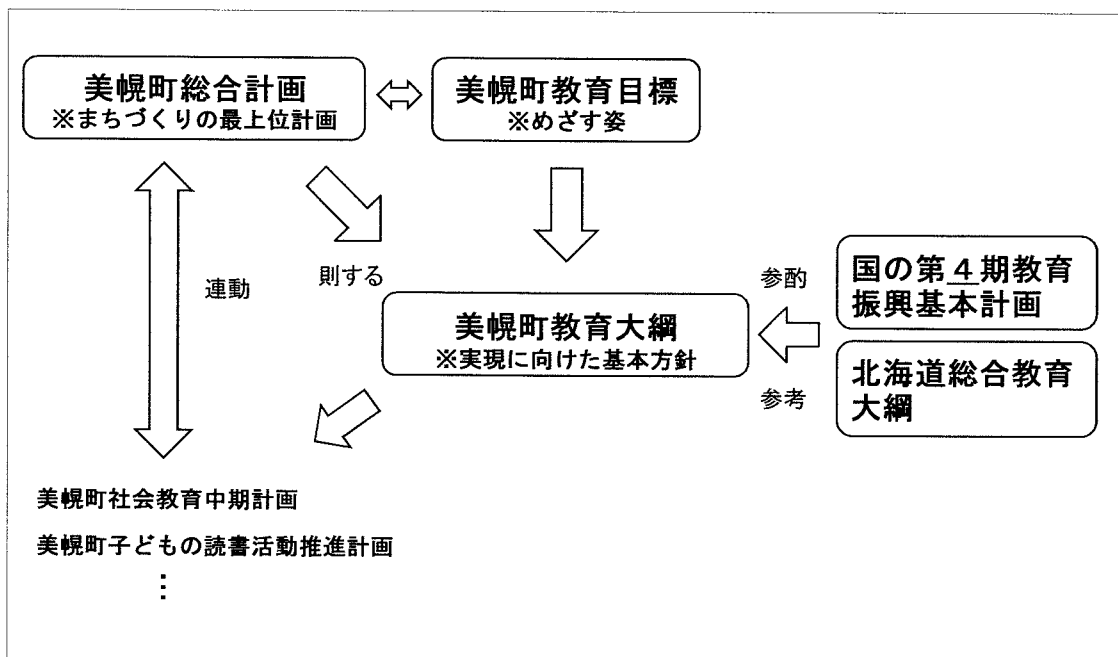 美幌町総合計画
※まちづくりの最上位計画
美幌町教育目標
※めざす姿
連動
則する
美幌町教育大綱
※実現に向けた基本方針
参酌
参考
国の第４期教育
振興基本計画
北海道総合教育
大綱
美幌町社会教育中期計画
美幌町子どもの読書活動推進計画
⋮